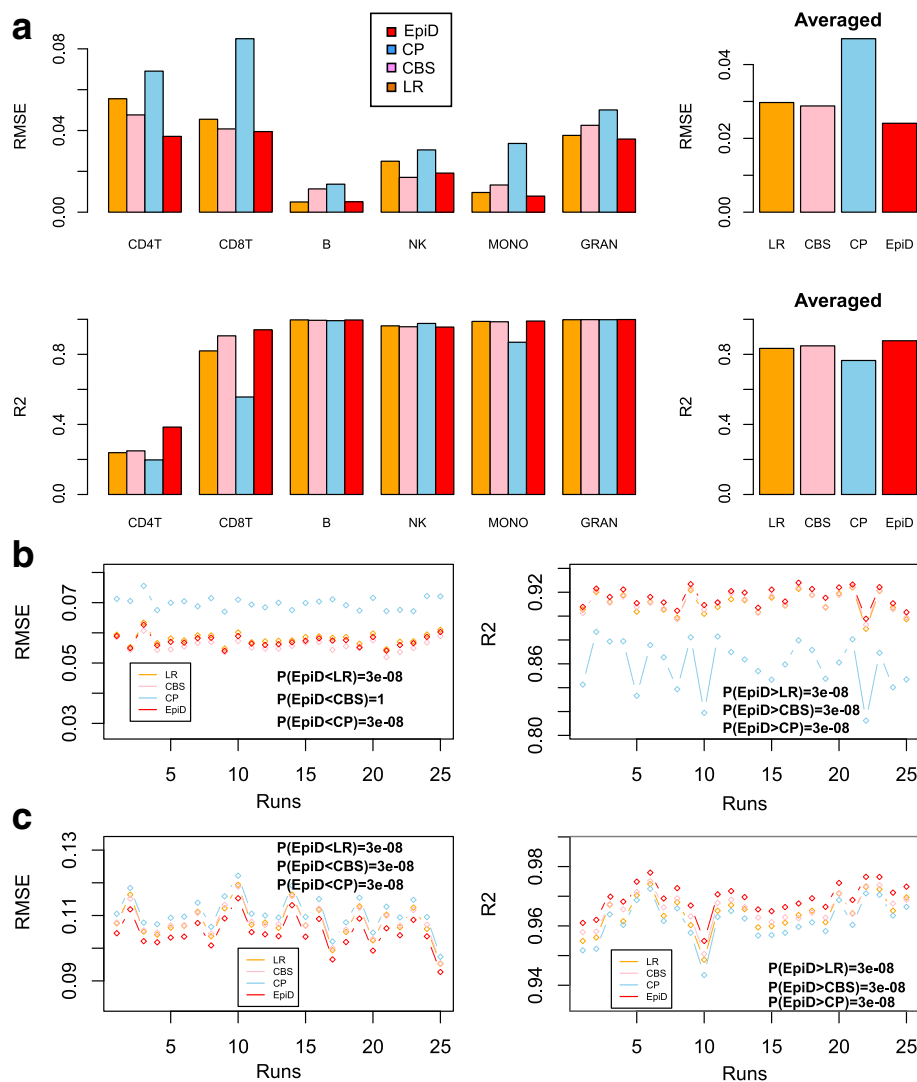 a
EpiD
CP
CBS
LR
RMSE
0.08
0.04
0.00
CD4T CD8T B NK MONO GRAN
Averaged
RMSE
0.04
0.02
0.00
LR CBS CP EpiD
R2
0.8
0.4
0.0
CD4T CD8T B NK MONO GRAN
Averaged
R2
0.8
0.4
0.0
LR CBS CP EpiD
b
RMSE
0.07
0.05
0.03
LR
CBS
CP
EpiD
P(EpiD<LR)=3e-08
P(EpiD<CBS)=1
P(EpiD<CP)=3e-08
5 10 15 20 25
Runs
R2
0.92
0.86
0.80
P(EpiD>LR)=3e-08
P(EpiD>CBS)=3e-08
P(EpiD>CP)=3e-08
5 10 15 20 25
Runs
c
RMSE
0.13
0.11
0.09
P(EpiD<LR)=3e-08
P(EpiD<CBS)=3e-08
P(EpiD<CP)=3e-08
LR
CBS
CP
EpiD
5 10 15 20 25
Runs
R2
0.98
0.96
0.94
LR
CBS
CP
EpiD
P(EpiD>LR)=3e-08
P(EpiD>CBS)=3e-08
P(EpiD>CP)=3e-08
5 10 15 20 25
Runs